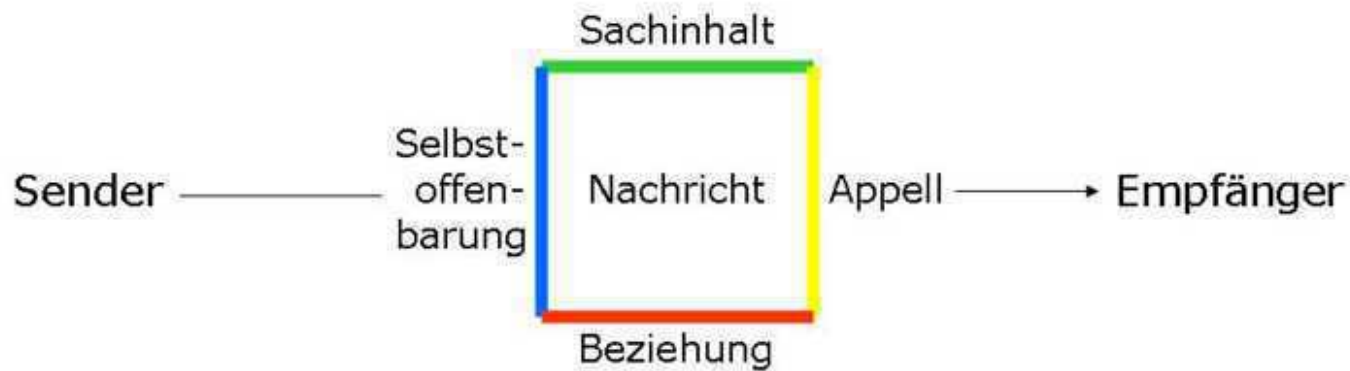 Sachinhalt
Sender
Selbst-
offen-
barung
Nachricht
Appell
Empfänger
Beziehung